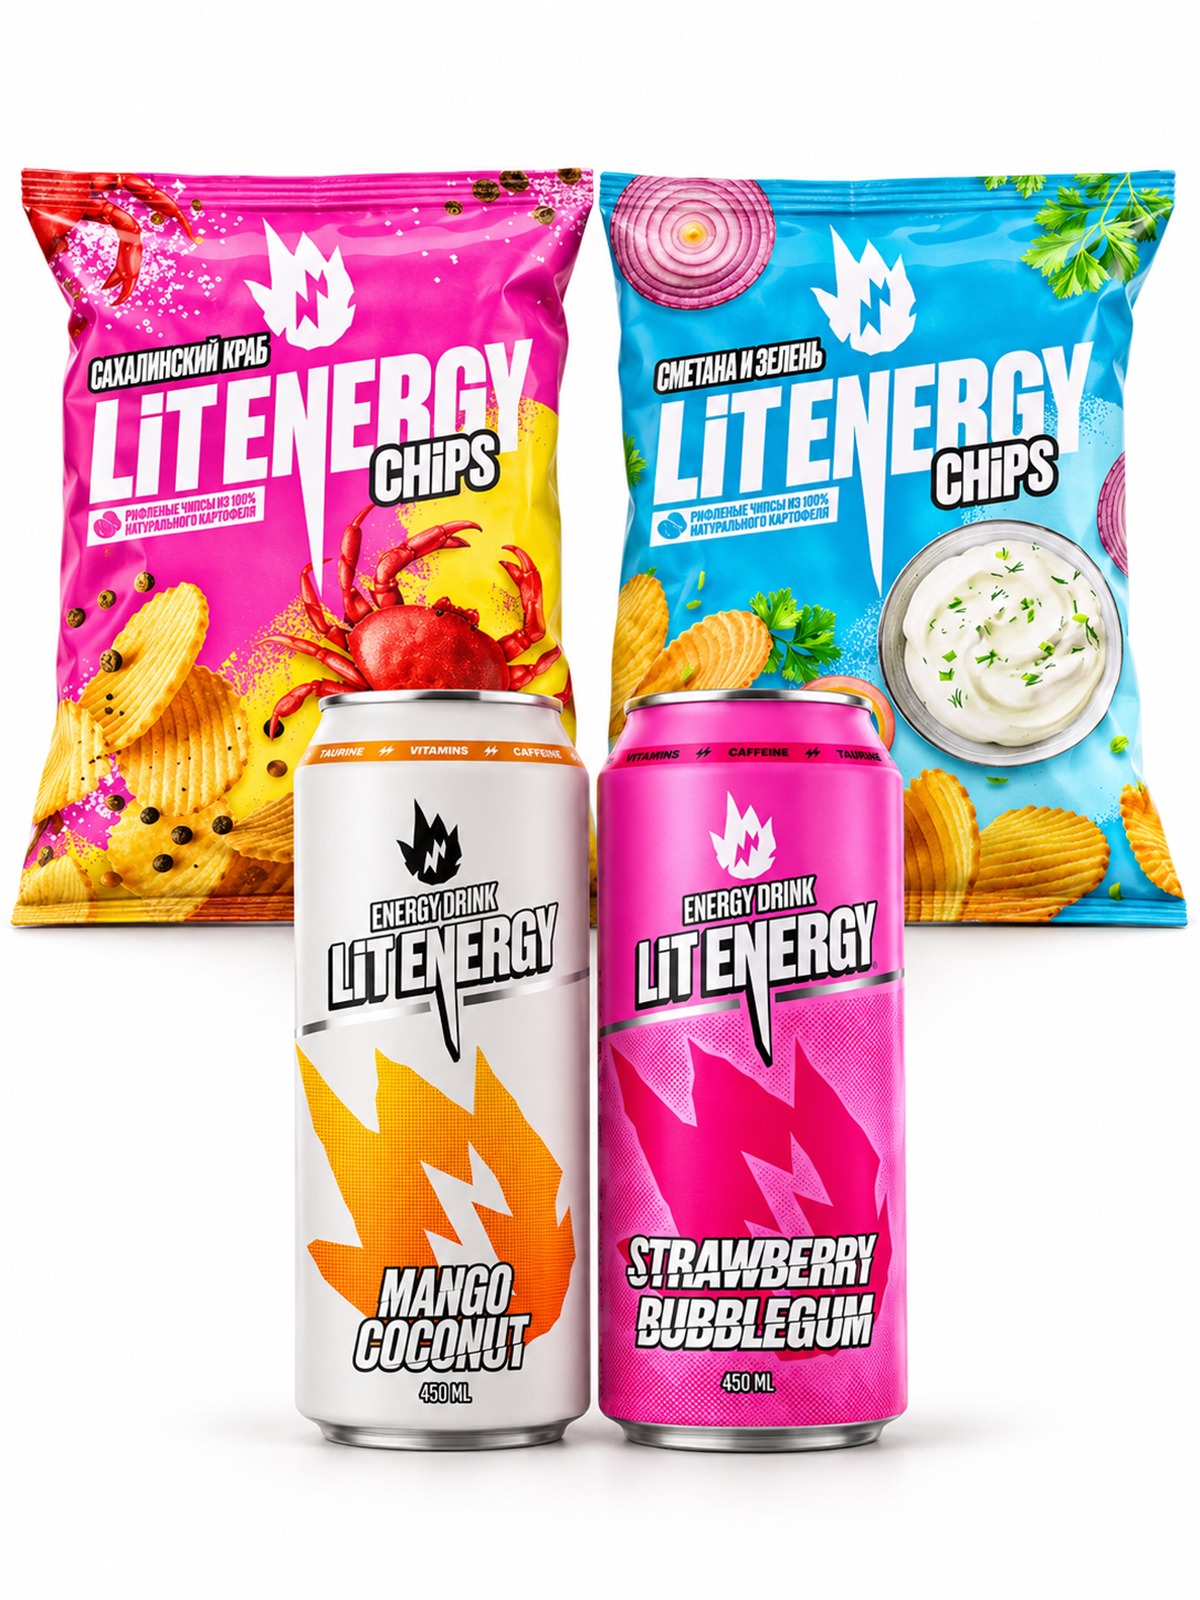 САХАЛИНСКИЙ КРАБ
LiTENERGY
CHiPS
РИФЛЕНЫЕ ЧИПСЫ ИЗ 100%
НАТУРАЛЬНОГО КАРТОФЕЛЯ
СМЕТАНА И ЗЕЛЕНЬ
LiTENERGY
CHiPS
РИФЛЕНЫЕ ЧИПСЫ ИЗ 100%
НАТУРАЛЬНОГО КАРТОФЕЛЯ
TAURINE VITAMINS CAFFEINE
ENERGY DRINK
LiT ENERGY
MANGO
COCONUT
450 ML
VITAMINS CAFFEINE TAURINE
ENERGY DRINK
LiT ENERGY
STRAWBERRY
BUBBLEGUM
450 ML